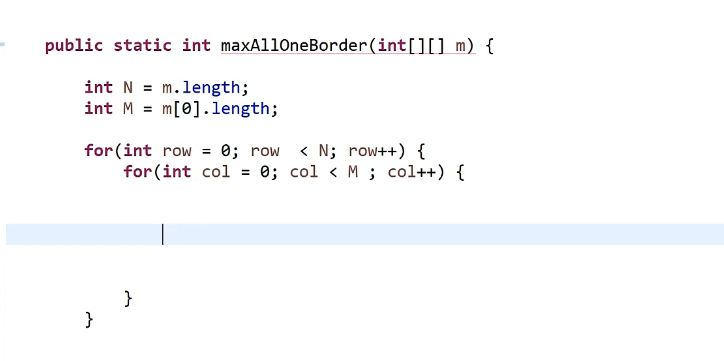 public static int maxAllOneBorder(int[][] m) {
int N = m.length;
int M = m[0].length;
for(int row = 0; row  < N; row++) {
for(int col = 0; col < M ; col++) {
}
}